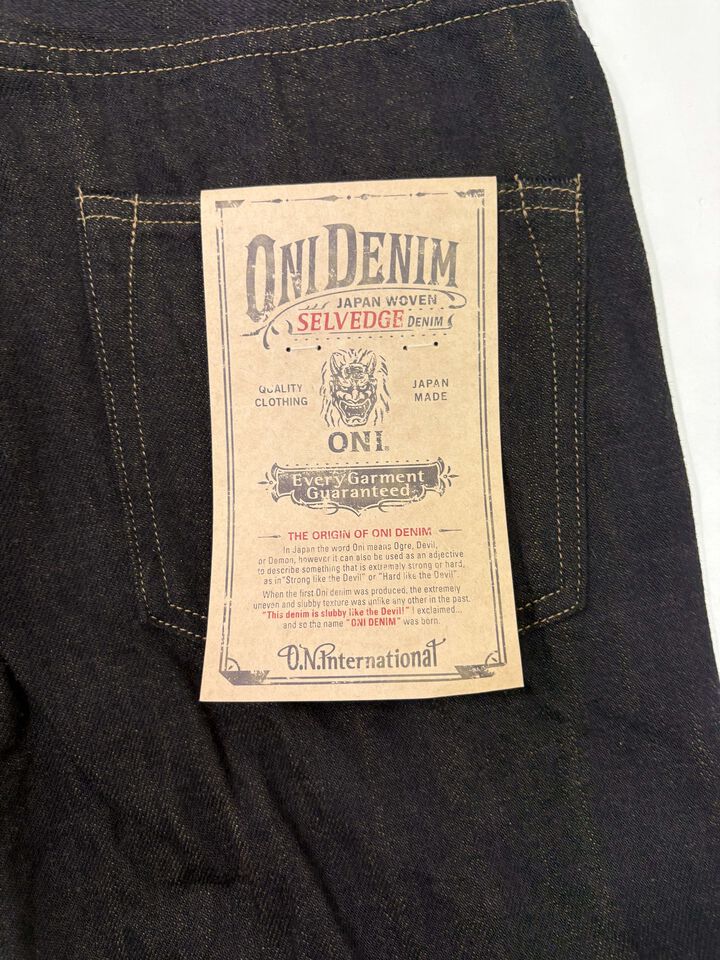 ONI DENIM
JAPAN WOVEN
SELVEDGE DENIM
QUALITY CLOTHING
JAPAN MADE
ONI®
Every Garment
Guaranteed
THE ORIGIN OF ONI DENIM
In Japan the word Oni means Ogre, Devil,
or Demon, however it can also be used as an adjective
to describe something that is extremely strong or hard,
as in "Strong like the Devil" or "Hard like the Devil".
When the first Oni denim was produced, the extremely
uneven and slubby texture was unlike any other in the past.
"This denim is slubby like the Devil!" I exclaimed...
and so the name "ONI DENIM" was born.
O.N.International